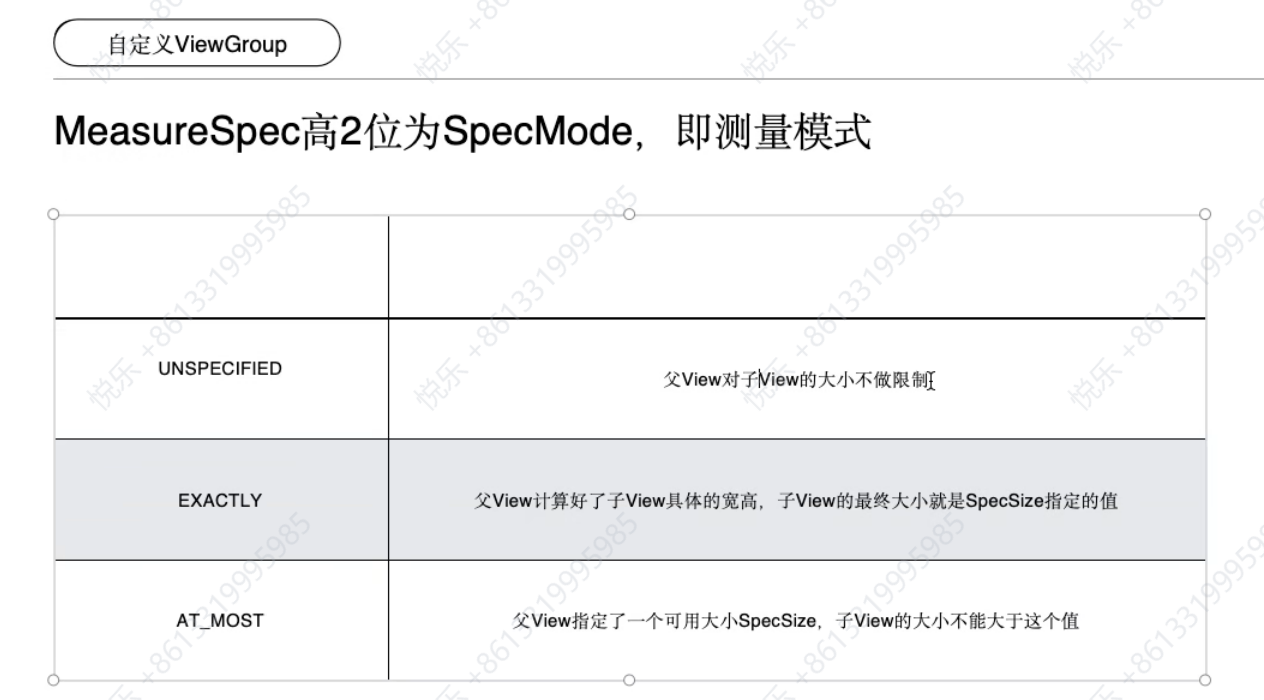 自定义ViewGroup
MeasureSpec高2位为SpecMode，即测量模式
UNSPECIFIED
父View对子View的大小不做限制
EXACTLY
父View计算好了子View具体的宽高，子View的最终大小就是SpecSize指定的值
AT_MOST
父View指定了一个可用大小SpecSize，子View的大小不能大于这个值
悦乐 +8613319995985